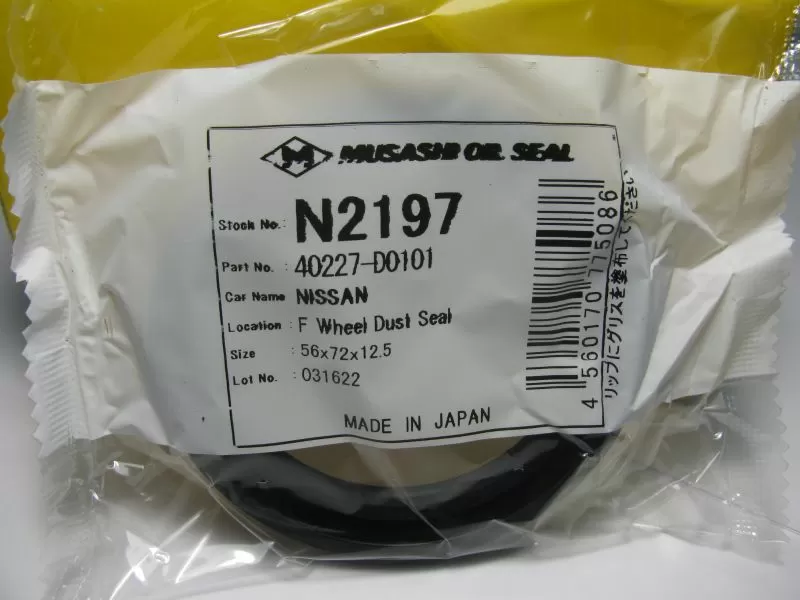 M MUSASHI OIL SEAL
Stock No. : N2197
Part No. : 40227-D0101
Car Name NISSAN
Location : F Wheel Dust Seal
Size : 56x72x12.5
Lot No. : 031622
MADE IN JAPAN
4 560170 775086
リップにグリスを塗布してください